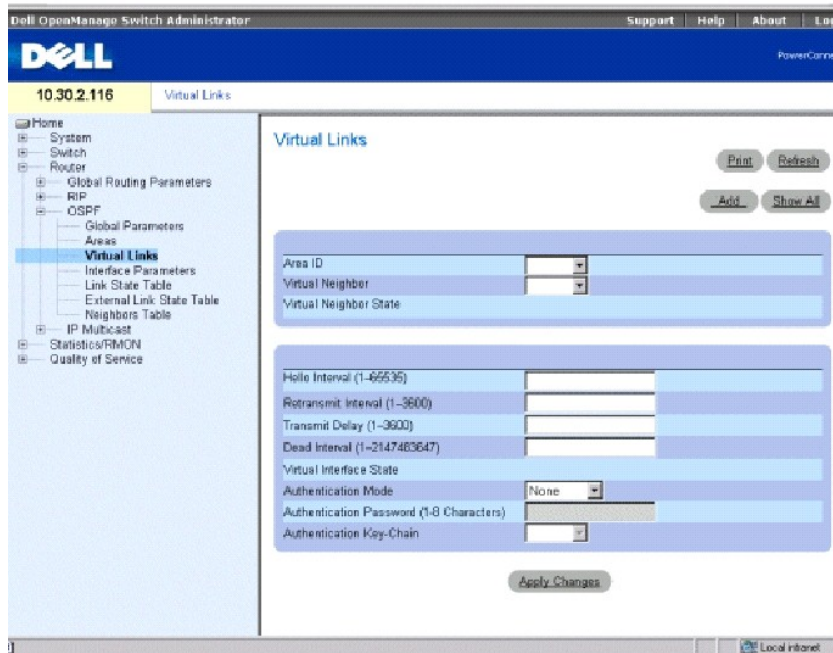 Dell OpenManage Switch Administrator
Support Help About
DELL
10.30.2.116 Virtual Links
Home
System
Switch
Router
Global Routing Parameters
RIP
OSPF
Global Parameters
Areas
Virtual Links
Interface Parameters
Link State Table
External Link State Table
Neighbors Table
IP Multicast
Statistics/RMON
Quality of Service
Virtual Links
Print Refresh
Add Show All
Area ID
Virtual Neighbor
Virtual Neighbor State
Hello Interval (1-65535)
Retransmit Interval (1-3600)
Transmit Delay (1-3600)
Dead Interval (1-2147483647)
Virtual Interface State
Authentication Mode None
Authentication Password (1-8 Characters)
Authentication Key-Chain
Apply Changes
Local intranet